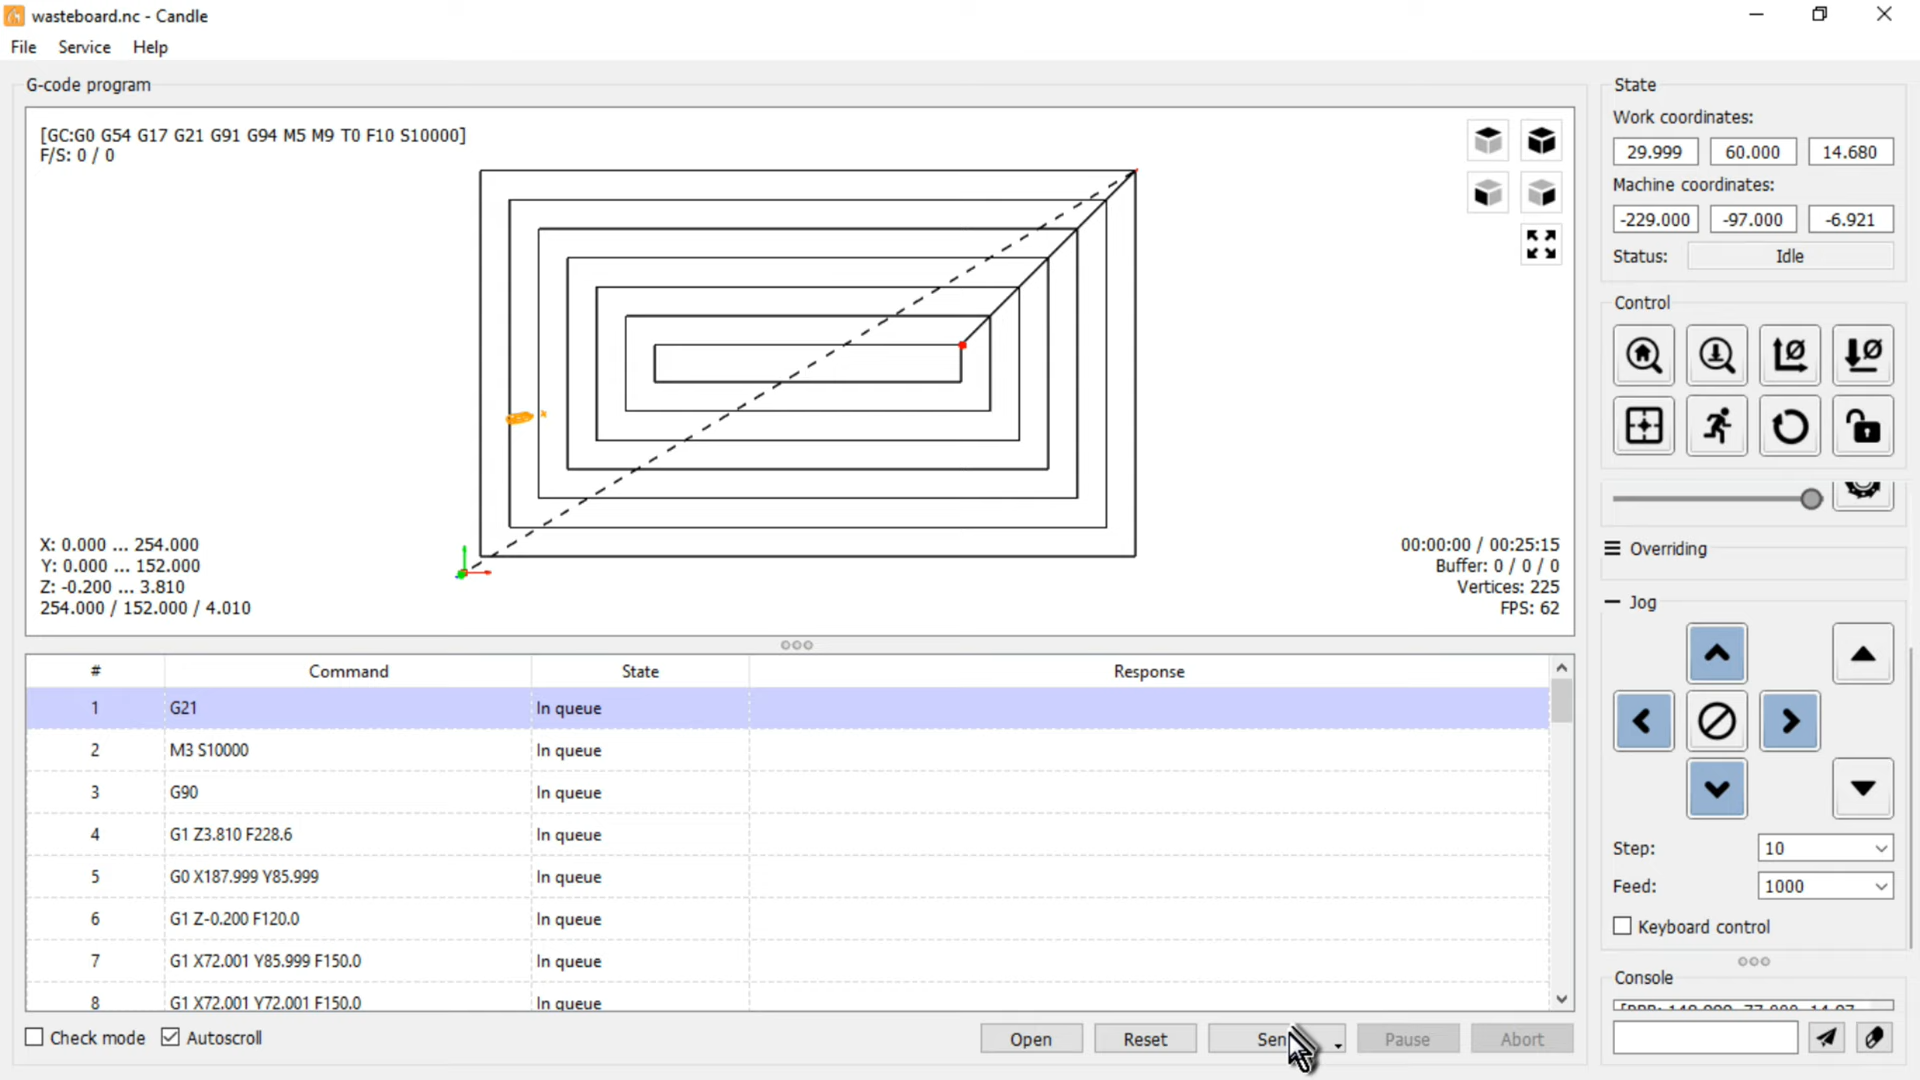 wasteboard.nc - Candle
File Service Help
G-code program
[GC:G0 G54 G17 G21 G91 G94 M5 M9 T0 F10 S10000]
F/S: 0 / 0
X: 0.000 ... 254.000
Y: 0.000 ... 152.000
Z: -0.200 ... 3.810
254.000 / 152.000 / 4.010
00:00:00 / 00:25:15
Buffer: 0 / 0 / 0
Vertices: 225
FPS: 62
# Command State Response
1 G21 In queue
2 M3 S10000 In queue
3 G90 In queue
4 G1 Z3.810 F228.6 In queue
5 G0 X187.999 Y85.999 In queue
6 G1 Z-0.200 F120.0 In queue
7 G1 X72.001 Y85.999 F150.0 In queue
8 G1 X72.001 Y72.001 F150.0 In queue
Check mode Autoscroll
Open Reset Sen Pause Abort
State
Work coordinates:
29.999 60.000 14.680
Machine coordinates:
-229.000 -97.000 -6.921
Status: Idle
Control
Overriding
Jog
Step: 10
Feed: 1000
Keyboard control
Console